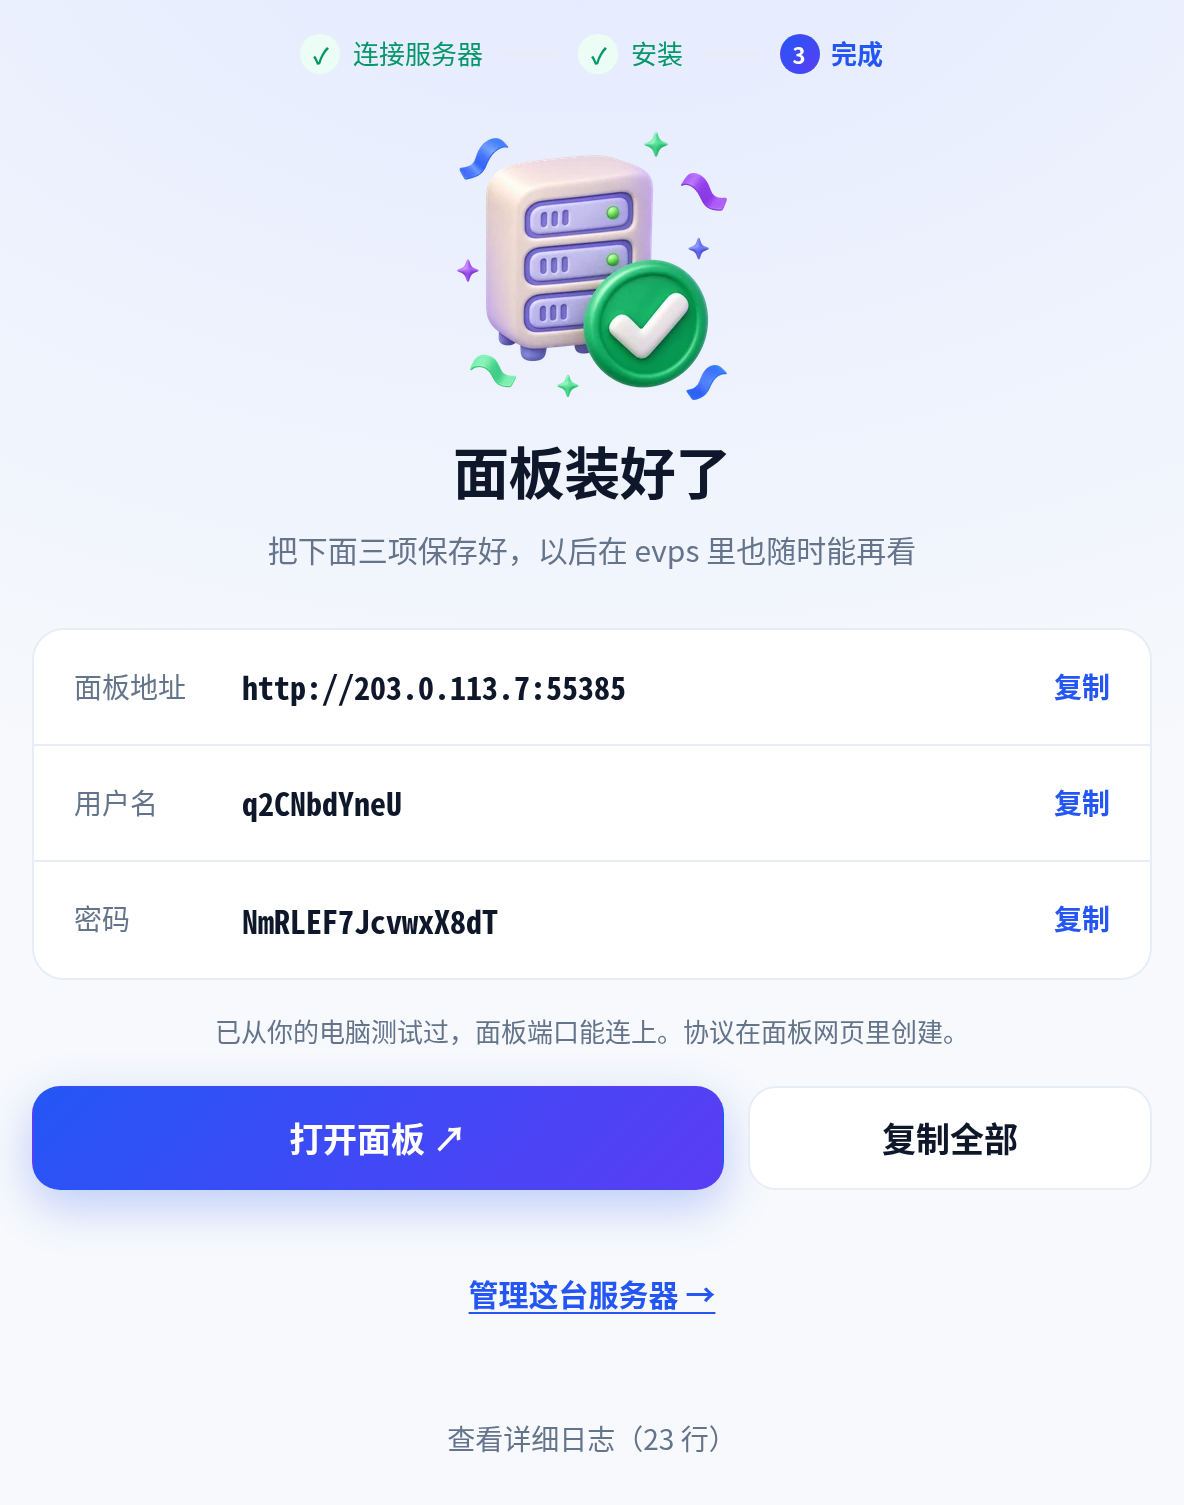 ✓ 连接服务器 ✓ 安装 3 完成
面板装好了
把下面三项保存好，以后在 evps 里也随时能再看
面板地址 http://203.0.113.7:55385 复制
用户名 q2CNbdYneU 复制
密码 NmRLEF7JcvwxX8dT 复制
已从你的电脑测试过，面板端口能连上。协议在面板网页里创建。
打开面板 ↗ 复制全部
管理这台服务器 →
查看详细日志（23 行）